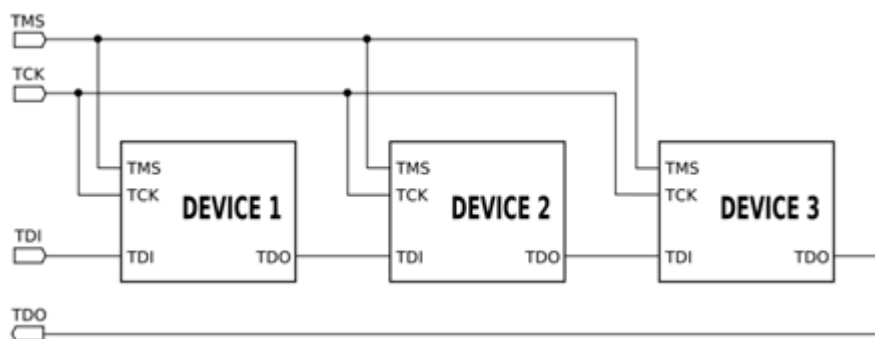 TMS
TCK
TMS
TCK
DEVICE 1
TDI
TDO
TMS
TCK
DEVICE 2
TDI
TDO
TMS
TCK
DEVICE 3
TDI
TDO
TDI
TDO